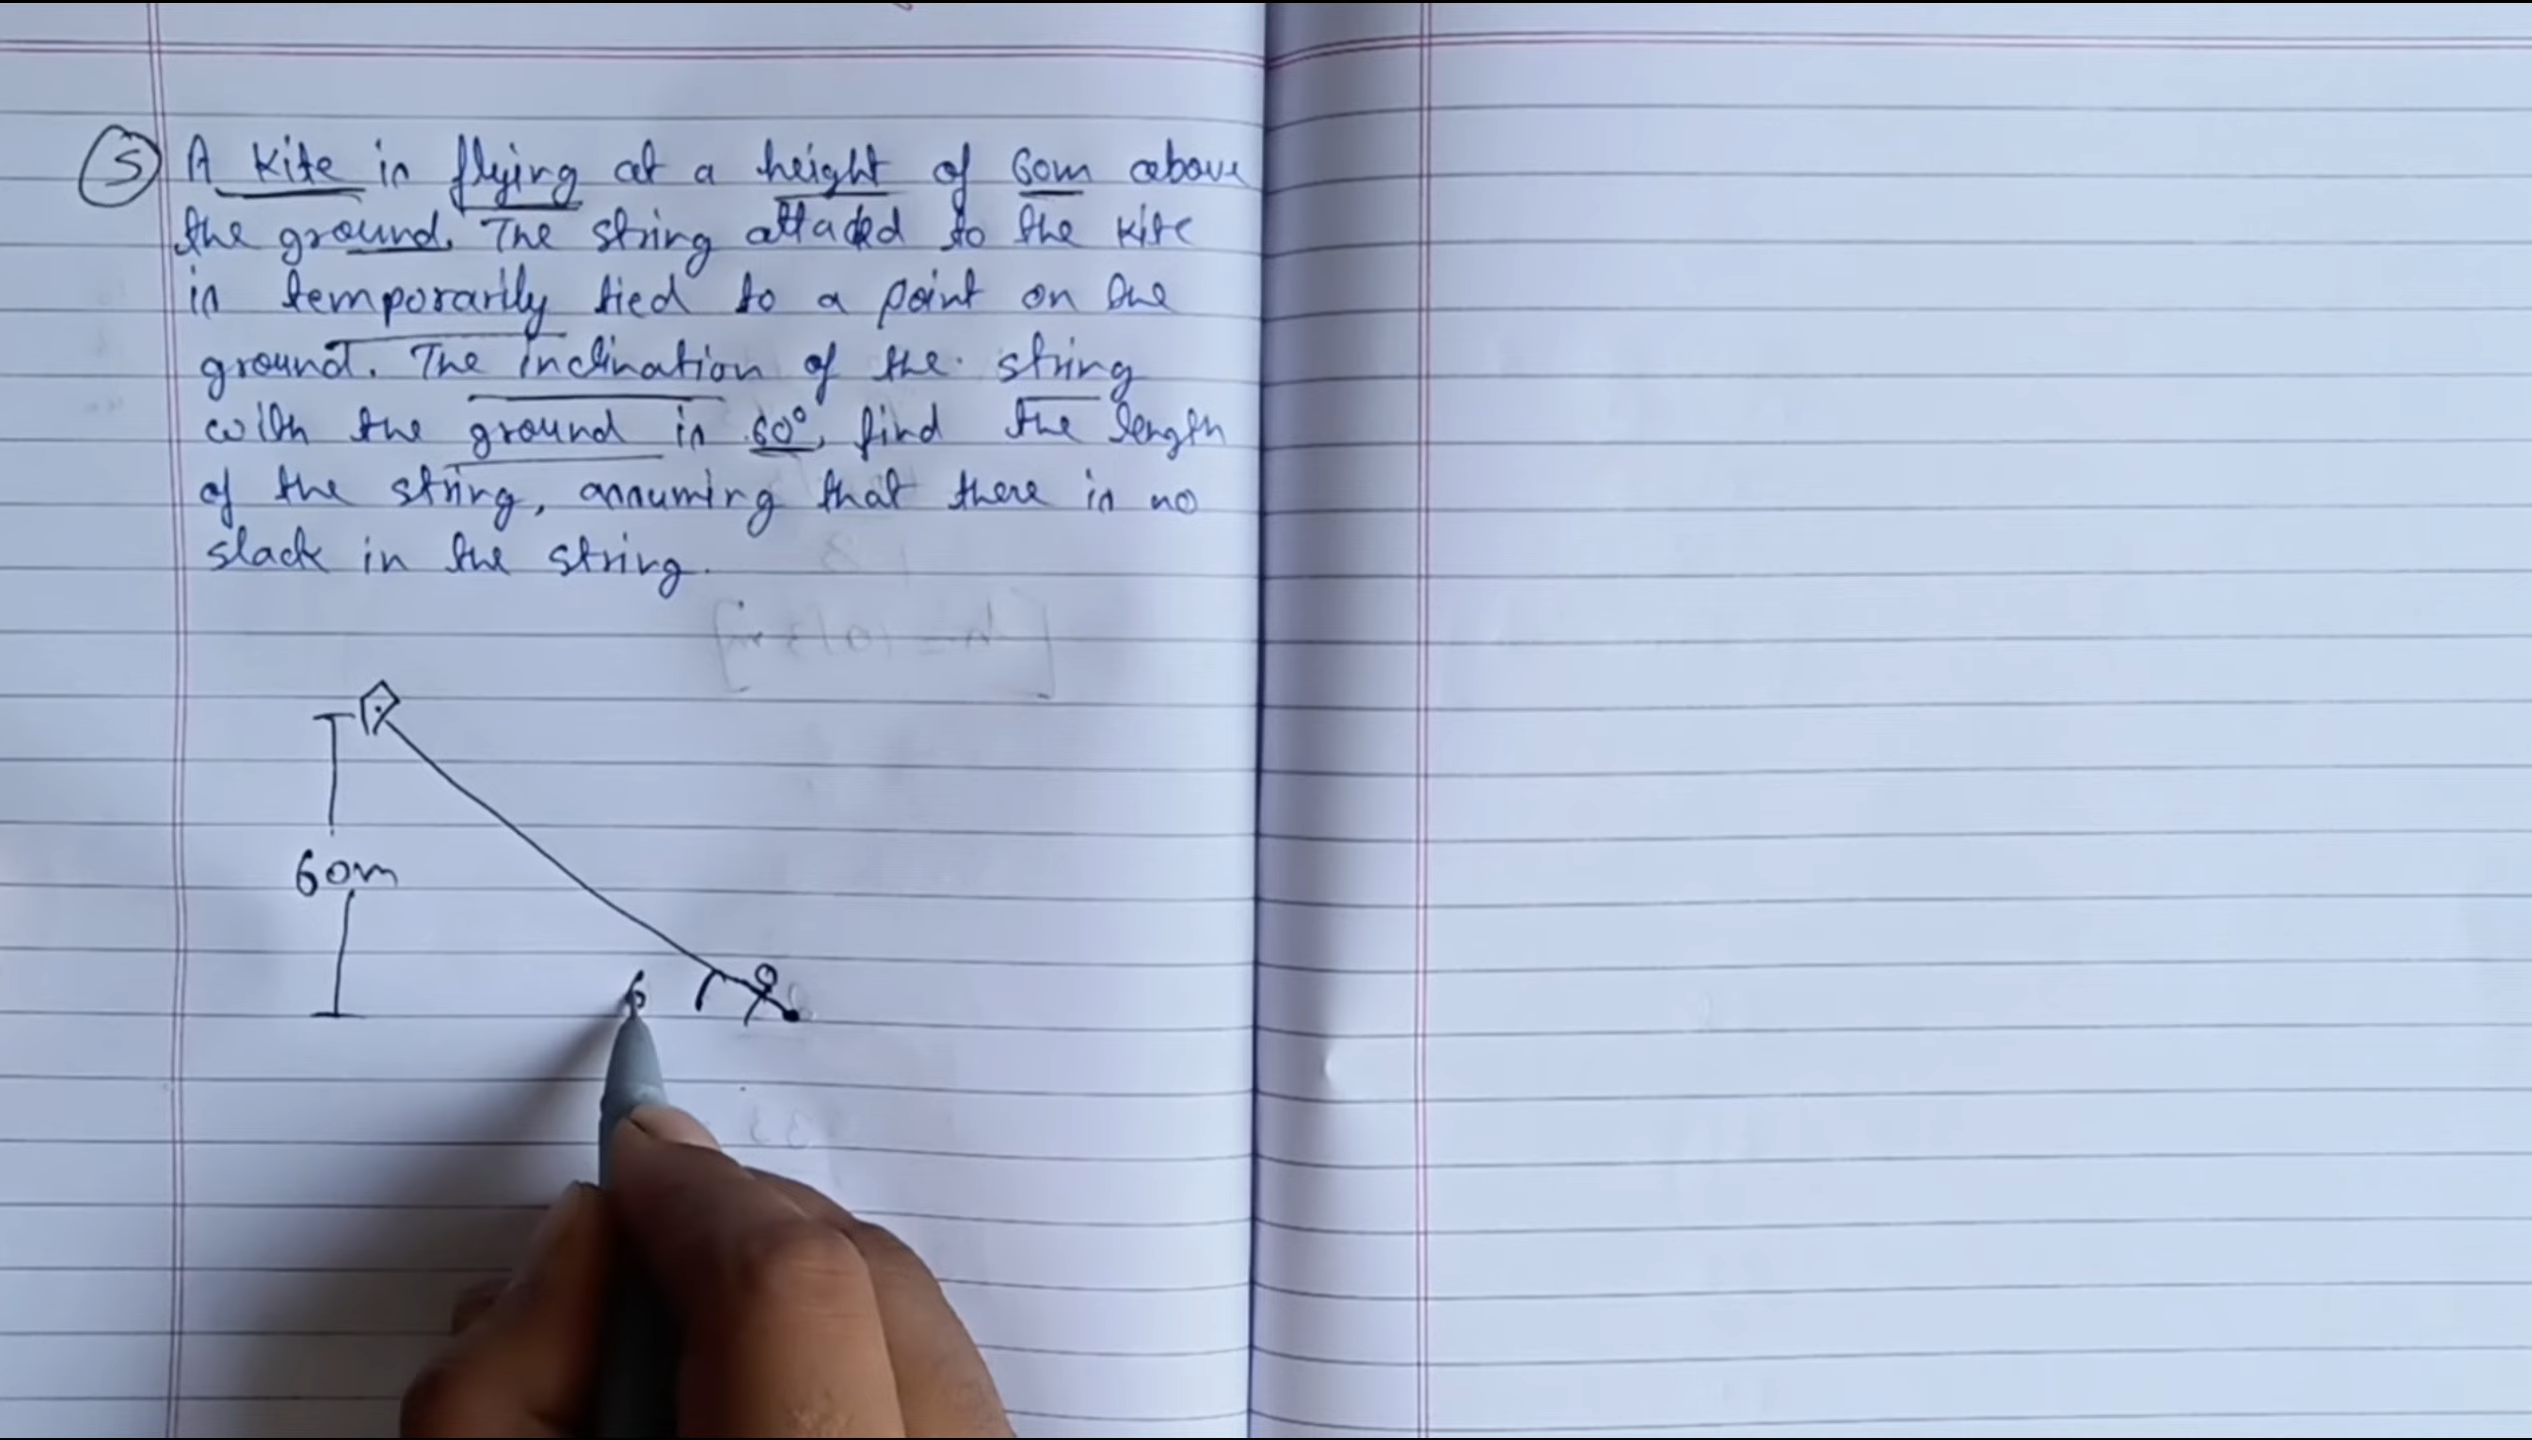 5 A kite is flying at a height of 60m above
the ground. The string attached to the kite
is temporarily tied to a point on the
ground. The inclination of the string
with the ground is 60°, find the length
of the string, assuming that there is no
slack in the string.
60m
6